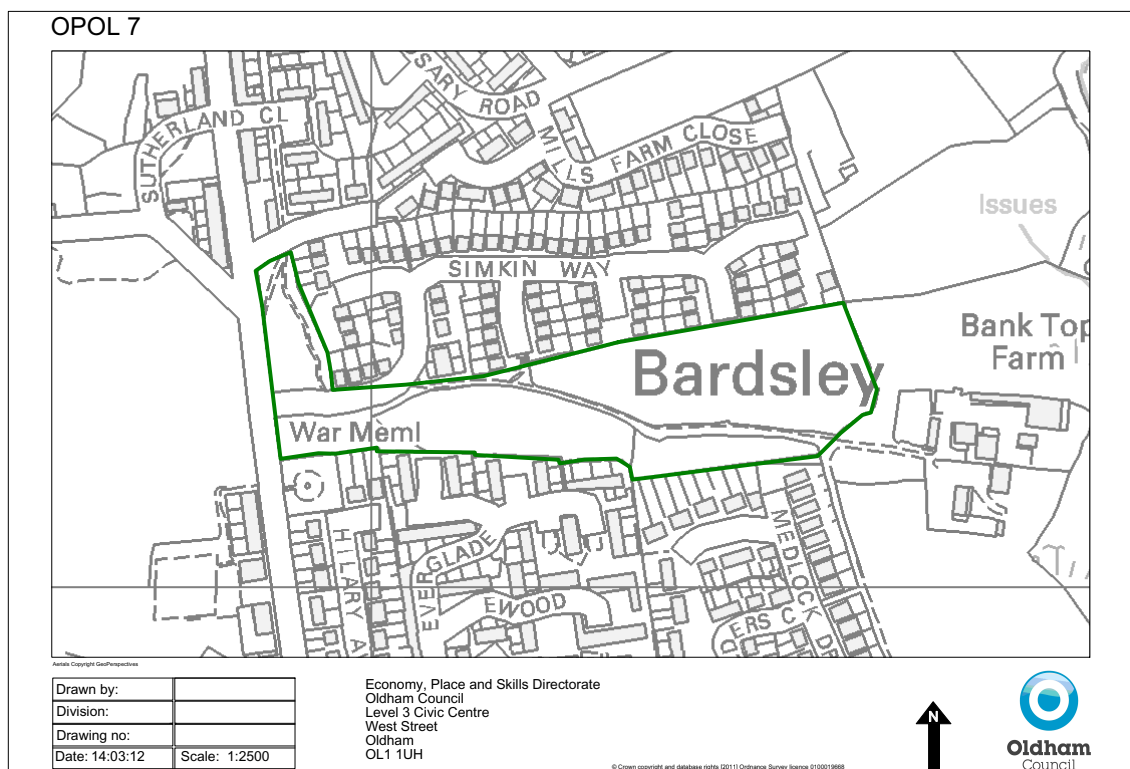 OPOL 7
SUTHERLAND CL
ROAD
MILLS FARM CLOSE
Issues
SIMKIN WAY
Bank Top
Farm
Bardsley
War Meml
HILARY
EVERGLADE
EWOOD
MEDLOCK
ERS C
Aerials Copyright GeoPerspectives
Drawn by:
Division:
Drawing no:
Date: 14:03:12
Scale: 1:2500
Economy, Place and Skills Directorate
Oldham Council
Level 3 Civic Centre
West Street
Oldham
OL1 1UH
N
Oldham
Council
© Crown copyright and database rights [2011] Ordnance Survey licence 0100019668